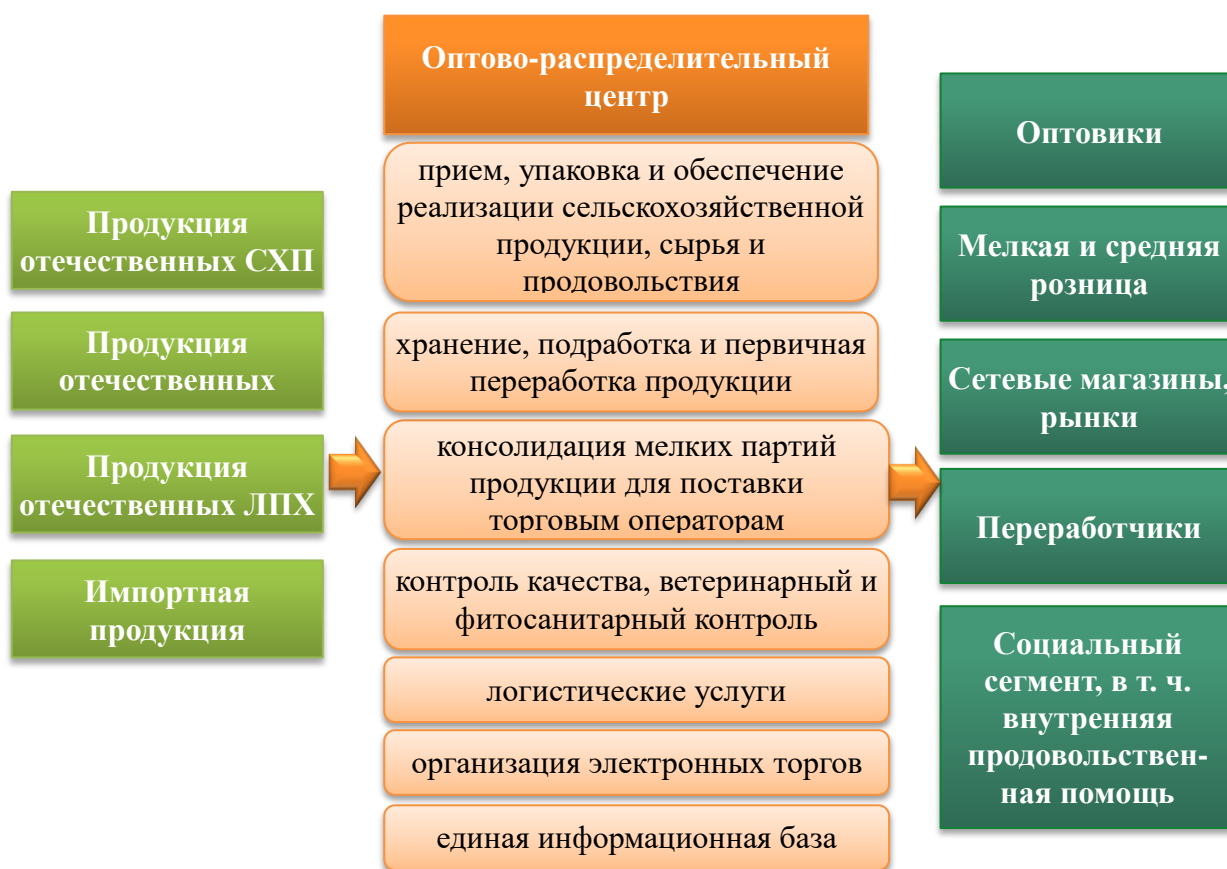 Оптово-распределительный
центр
Продукция
отечественных СХП
Продукция
отечественных
Продукция
отечественных ЛПХ
Импортная
продукция
прием, упаковка и обеспечение
реализации сельскохозяйственной
продукции, сырья и
продовольствия
хранение, подработка и первичная
переработка продукции
консолидация мелких партий
продукции для поставки
торговым операторам
контроль качества, ветеринарный и
фитосанитарный контроль
логистические услуги
организация электронных торгов
единая информационная база
Оптовики
Мелкая и средняя
розница
Сетевые магазины,
рынки
Переработчики
Социальный
сегмент, в т. ч.
внутренняя
продовольствен-
ная помощь